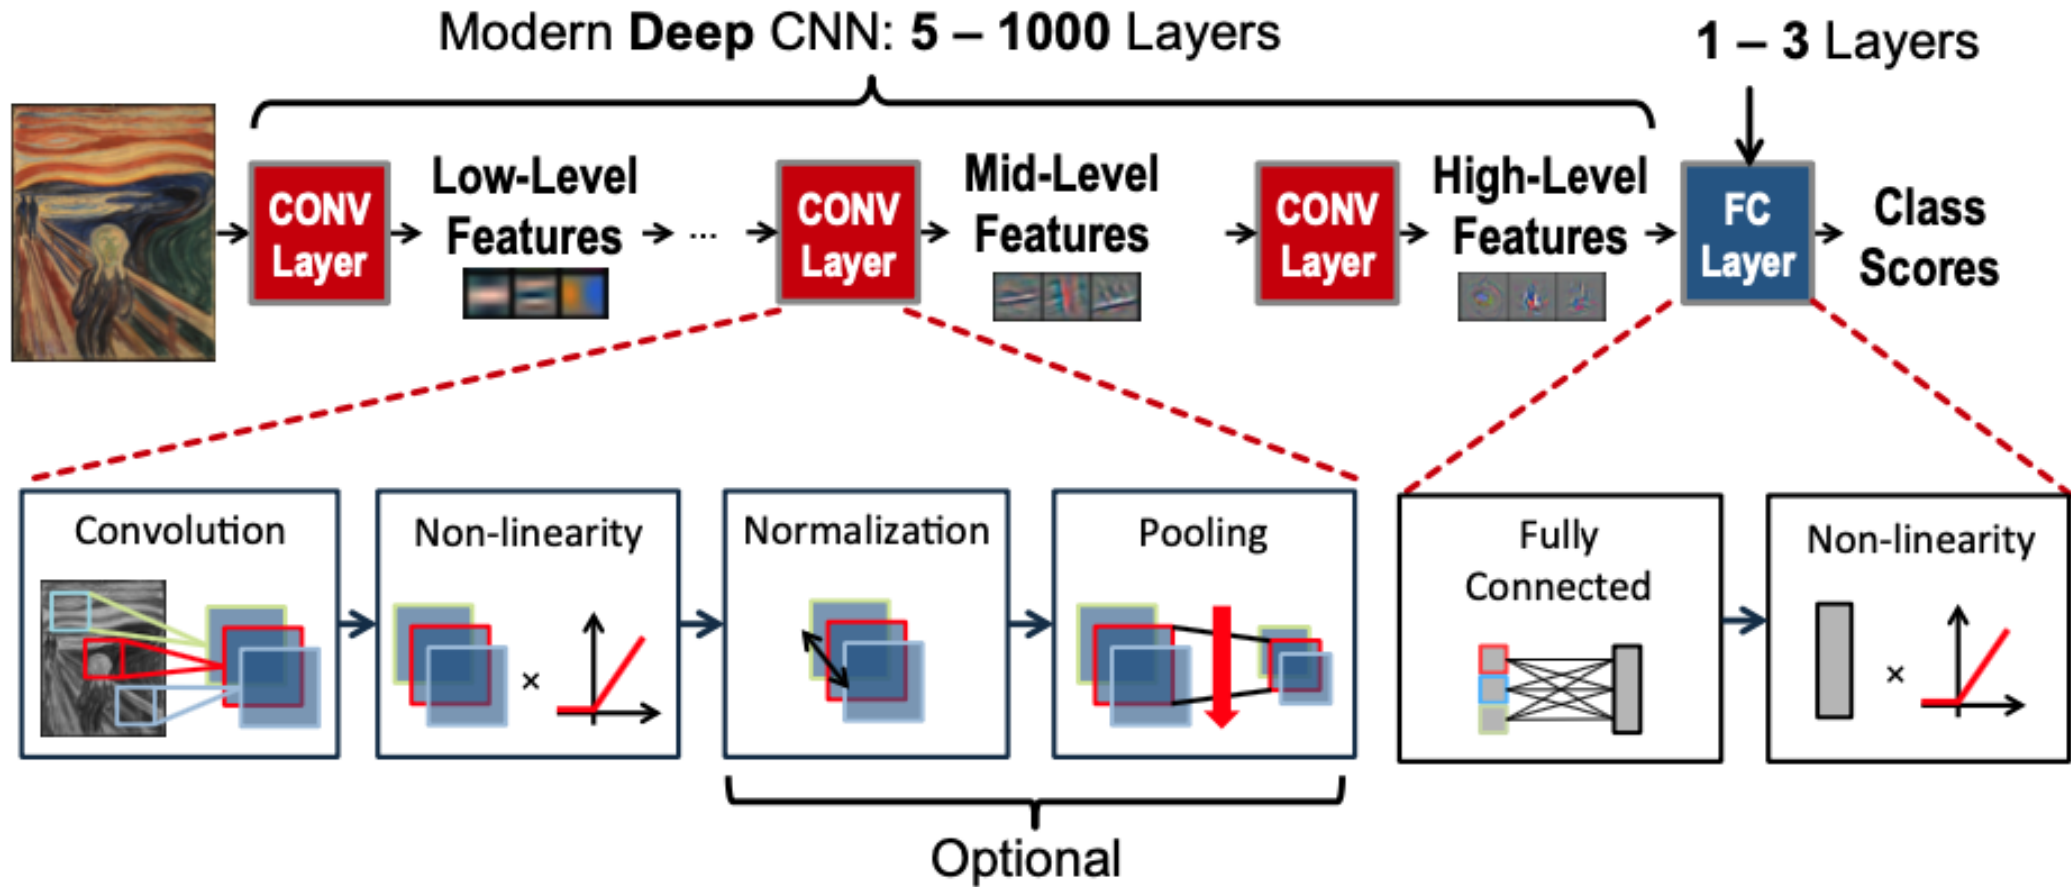 Modern Deep CNN: 5 – 1000 Layers
1 – 3 Layers
CONV
Layer
Low-Level
Features
...
CONV
Layer
Mid-Level
Features
CONV
Layer
High-Level
Features
FC
Layer
Class
Scores
Convolution
Non-linearity
×
Normalization
Pooling
Fully
Connected
Non-linearity
×
Optional